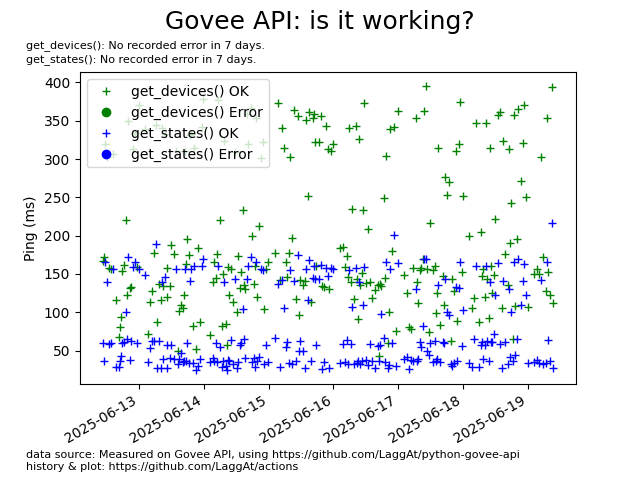 Govee API: is it working?
get_devices(): No recorded error in 7 days.
get_states(): No recorded error in 7 days.
get_devices() OK
get_devices() Error
get_states() OK
get_states() Error
Ping (ms)
400
350
300
250
200
150
100
50
2025-06-13
2025-06-14
2025-06-15
2025-06-16
2025-06-17
2025-06-18
2025-06-19
data source: Measured on Govee API, using https://github.com/LaggAt/python-govee-api
history & plot: https://github.com/LaggAt/actions